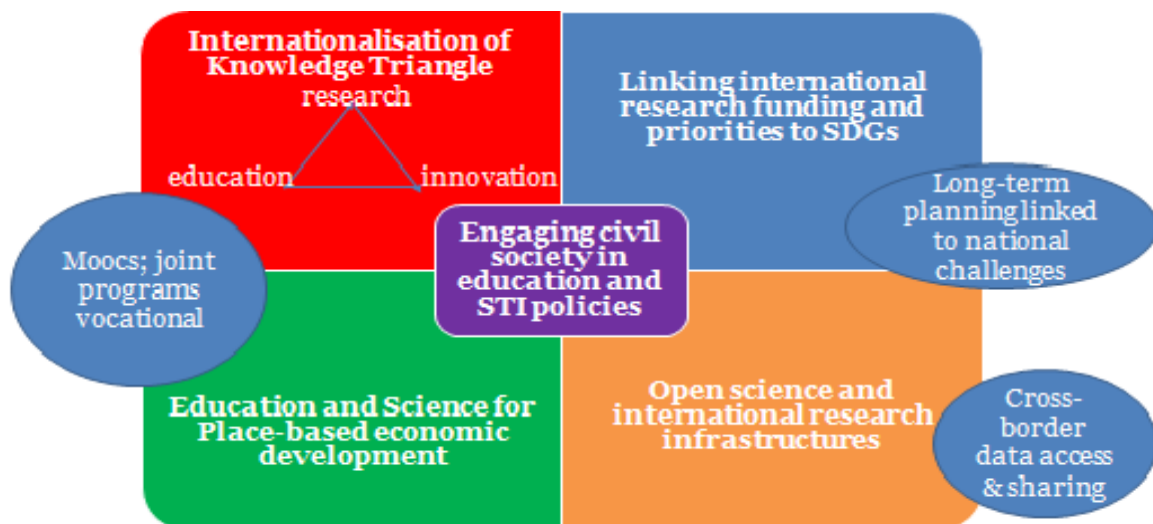 Internationalisation of
Knowledge Triangle
research
education
innovation
Linking international
research funding and
priorities to SDGs
Long-term
planning linked
to national
challenges
Engaging civil
society in
education and
STI policies
Moocs; joint
programs
vocational
Education and Science for
Place-based economic
development
Open science and
international research
infrastructures
Cross-
border
data access
& sharing